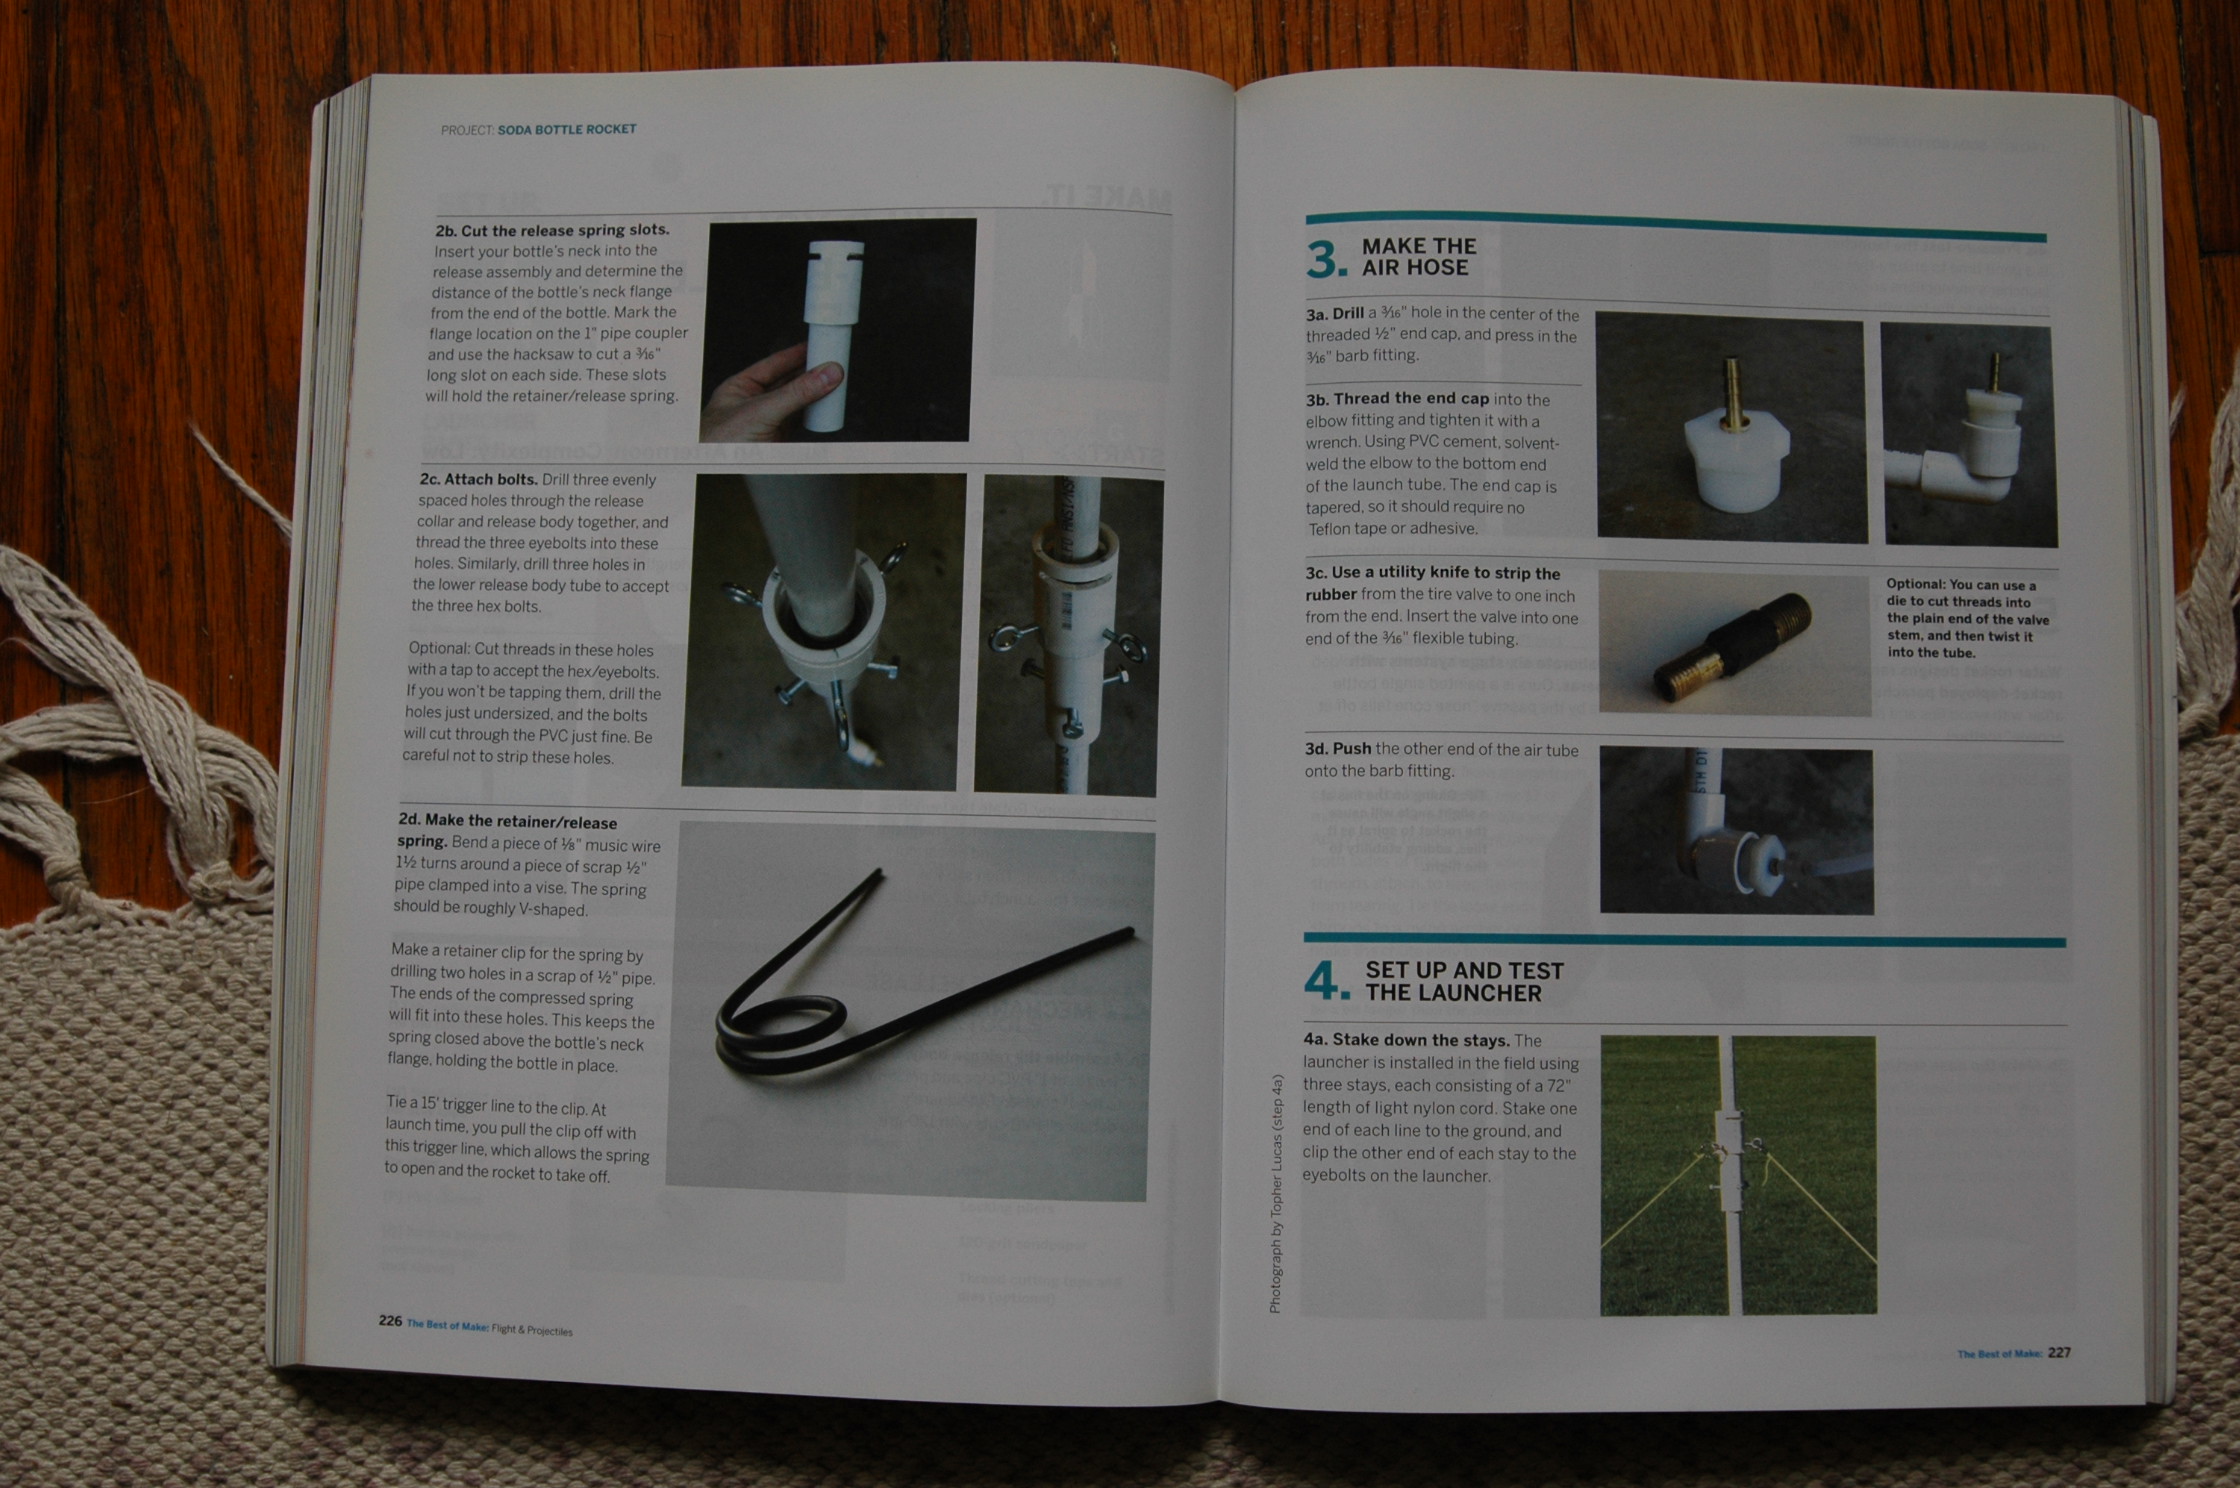 PROJECT: SODA BOTTLE ROCKET
2b. Cut the release spring slots.
Insert your bottle's neck into the
release assembly and determine the
distance of the bottle's neck flange
from the end of the bottle. Mark the
flange location on the 1" pipe coupler
and use the hacksaw to cut a 3/16"
long slot on each side. These slots
will hold the retainer/release spring.
2c. Attach bolts. Drill three evenly
spaced holes through the release
collar and release body together, and
thread the three eyebolts into these
holes. Similarly, drill three holes in
the lower release body tube to accept
the three hex bolts.
Optional: Cut threads in these holes
with a tap to accept the hex/eyebolts.
If you won't be tapping them, drill the
holes just undersized, and the bolts
will cut through the PVC just fine. Be
careful not to strip these holes.
2d. Make the retainer/release
spring. Bend a piece of 1/8" music wire
1½ turns around a piece of scrap ½"
pipe clamped into a vise. The spring
should be roughly V-shaped.
Make a retainer clip for the spring by
drilling two holes in a scrap of ½" pipe.
The ends of the compressed spring
will fit into these holes. This keeps the
spring closed above the bottle's neck
flange, holding the bottle in place.
Tie a 15' trigger line to the clip. At
launch time, you pull the clip off with
this trigger line, which allows the spring
to open and the rocket to take off.
226 The Best of Make: Flight & Projectiles
3. MAKE THE
AIR HOSE
3a. Drill a 3/16" hole in the center of the
threaded ½" end cap, and press in the
3/16" barb fitting.
3b. Thread the end cap into the
elbow fitting and tighten it with a
wrench. Using PVC cement, solvent-
weld the elbow to the bottom end
of the launch tube. The end cap is
tapered, so it should require no
Teflon tape or adhesive.
3c. Use a utility knife to strip the
rubber from the tire valve to one inch
from the end. Insert the valve into one
end of the 3/16" flexible tubing.
Optional: You can use a
die to cut threads into
the plain end of the valve
stem, and then twist it
into the tube.
3d. Push the other end of the air tube
onto the barb fitting.
4. SET UP AND TEST
THE LAUNCHER
4a. Stake down the stays. The
launcher is installed in the field using
three stays, each consisting of a 72"
length of light nylon cord. Stake one
end of each line to the ground, and
clip the other end of each stay to the
eyebolts on the launcher.
Photograph by Topher Lucas (step 4a)
The Best of Make: 227